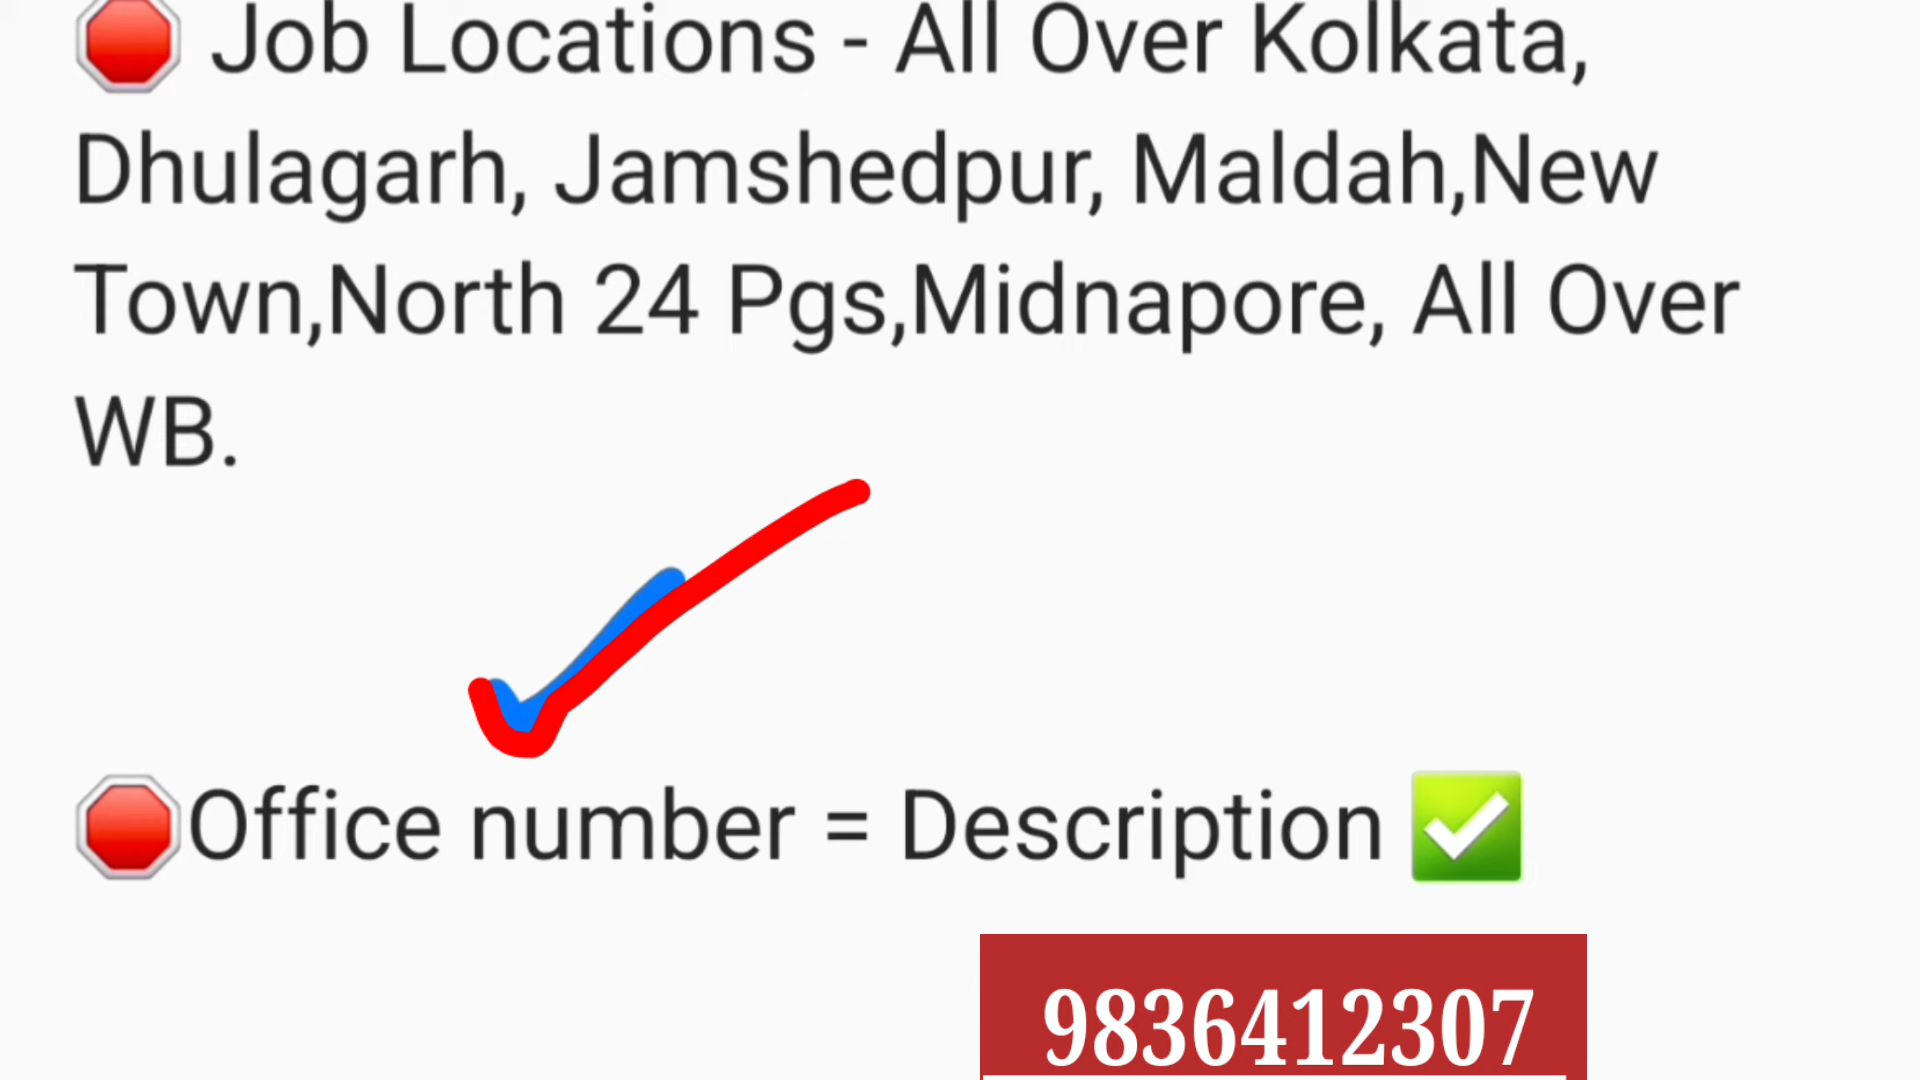 🛑 Job Locations - All Over Kolkata,
Dhulagarh, Jamshedpur, Maldah,New
Town,North 24 Pgs,Midnapore, All Over
WB.
🛑Office number = Description ✅
9836412307